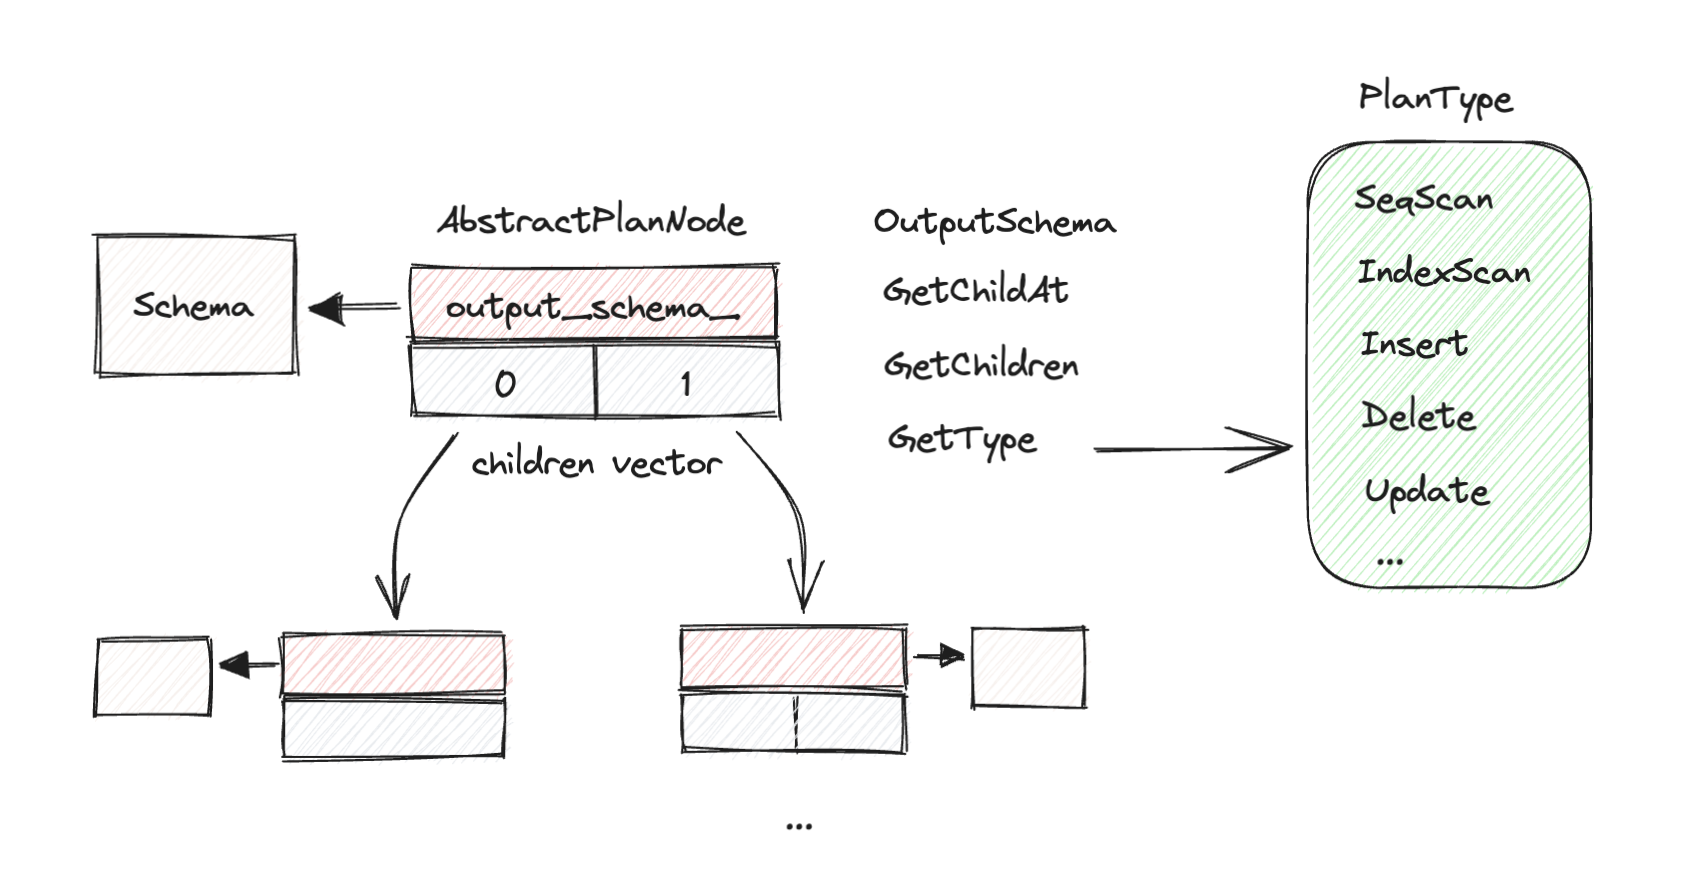 PlanType
SeqScan
IndexScan
Insert
Delete
Update
...
AbstractPlanNode
output_schema_
0 1
children vector
Schema
OutputSchema
GetChildAt
GetChildren
GetType
...